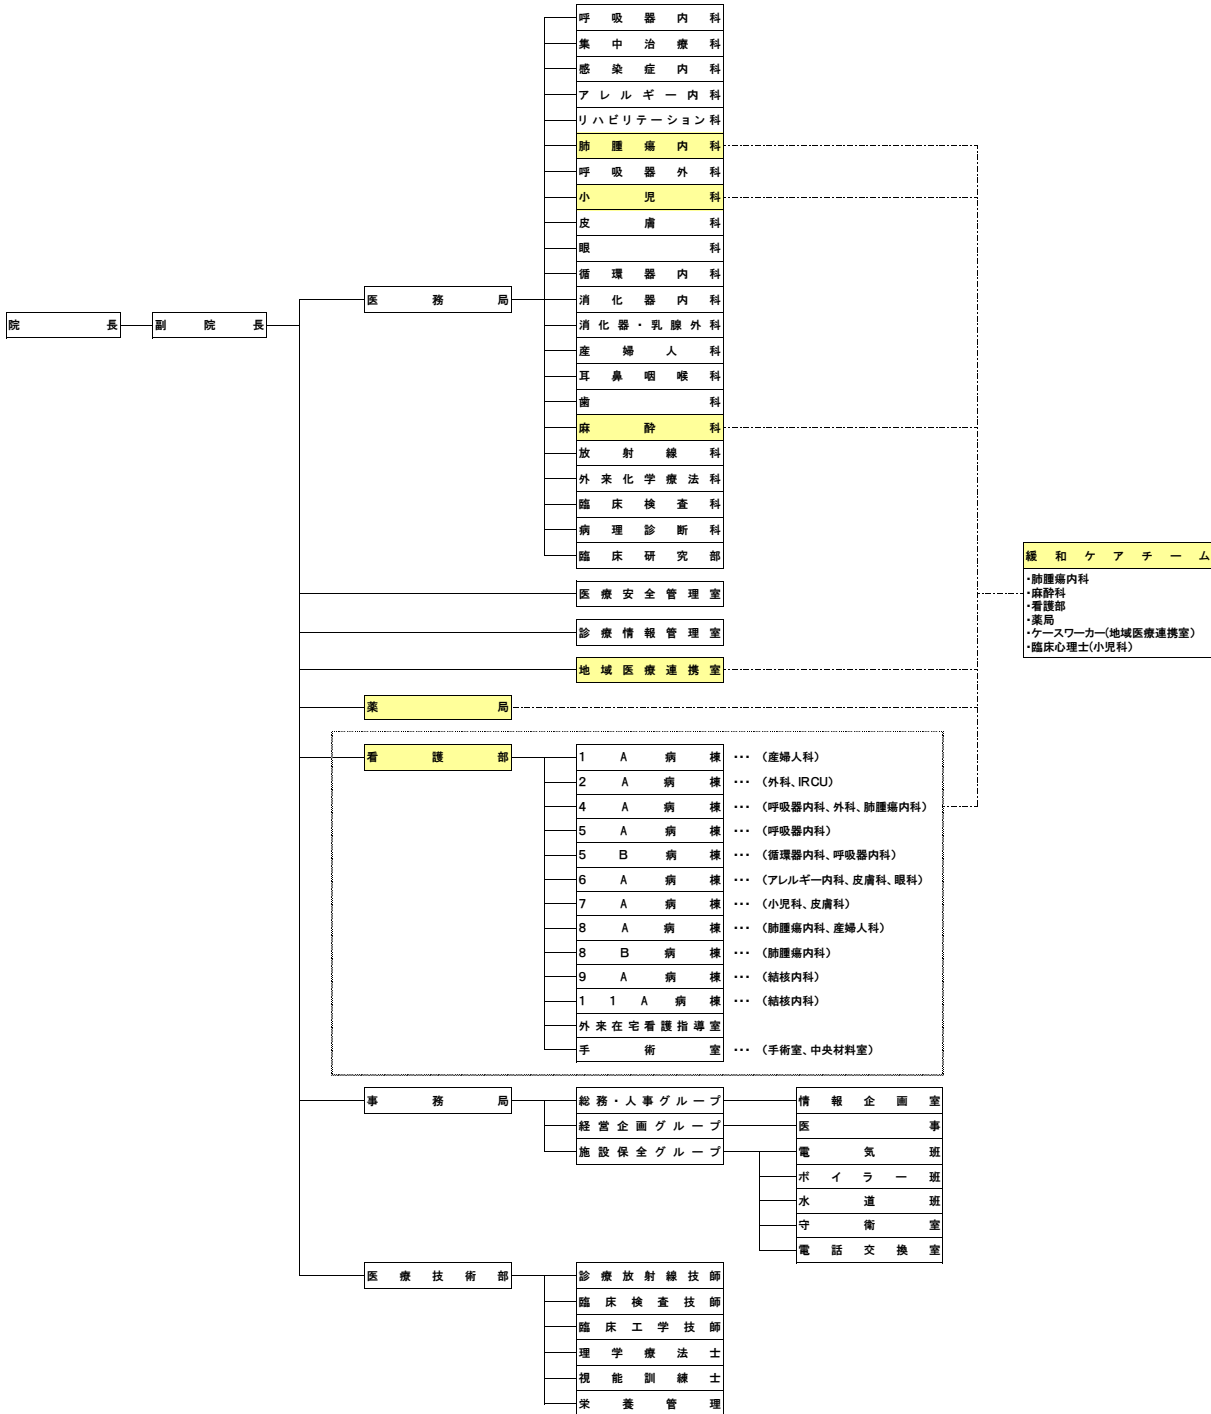 院長
副院長
医務局
呼吸器内科
集中治療科
感染症内科
アレルギー内科
リハビリテーション科
肺腫瘍内科
呼吸器外科
小児科
皮膚科
眼科
循環器内科
消化器内科
消化器・乳腺外科
産婦人科
耳鼻咽喉科
歯科
麻酔科
放射線科
外来化学療法科
臨床検査科
病理診断科
臨床研究部
医療安全管理室
診療情報管理室
地域医療連携室
薬局
看護部
1A病棟 ・・・ （産婦人科）
2A病棟 ・・・ （外科、IRCU）
4A病棟 ・・・ （呼吸器内科、外科、肺腫瘍内科）
5A病棟 ・・・ （呼吸器内科）
5B病棟 ・・・ （循環器内科、呼吸器内科）
6A病棟 ・・・ （アレルギー内科、皮膚科、眼科）
7A病棟 ・・・ （小児科、皮膚科）
8A病棟 ・・・ （肺腫瘍内科、産婦人科）
8B病棟 ・・・ （肺腫瘍内科）
9A病棟 ・・・ （結核内科）
11A病棟 ・・・ （結核内科）
外来在宅看護指導室
手術室 ・・・ （手術室、中央材料室）
事務局
総務・人事グループ
情報企画室
経営企画グループ
医事
施設保全グループ
電気班
ボイラー班
水道班
守衛室
電話交換室
医療技術部
診療放射線技師
臨床検査技師
臨床工学技師
理学療法士
視能訓練士
栄養管理
緩和ケアチーム
・肺腫瘍内科
・麻酔科
・看護部
・薬局
・ケースワーカー(地域医療連携室）
・臨床心理士(小児科）